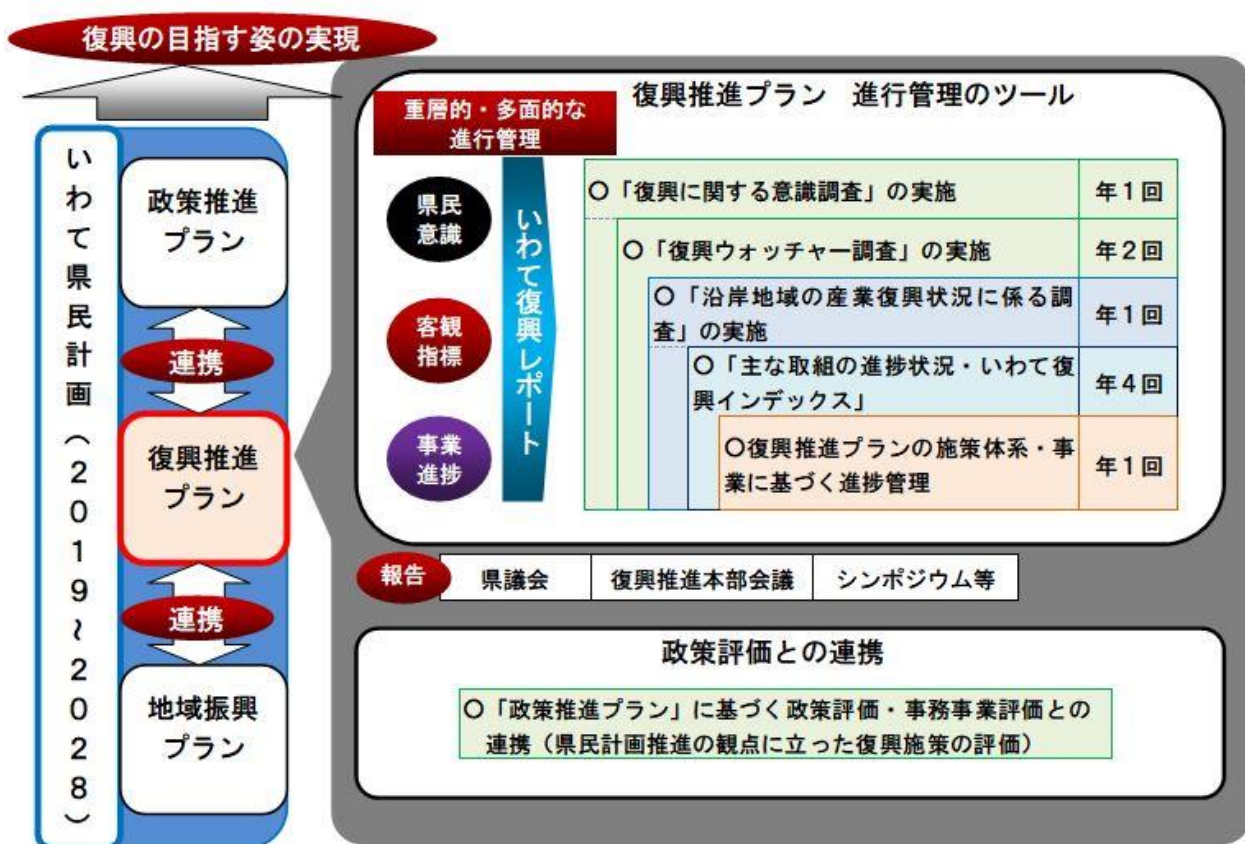 復興の目指す姿の実現
いわて県民計画（2019~2028）
政策推進
プラン
連携
復興推進
プラン
連携
地域振興
プラン
復興推進プラン　進行管理のツール
重層的・多面的な
進行管理
県民
意識
客観
指標
事業
進捗
いわて復興レポート
〇「復興に関する意識調査」の実施
年1回
〇「復興ウォッチャー調査」の実施
年2回
〇「沿岸地域の産業復興状況に係る調
査」の実施
年1回
〇「主な取組の進捗状況・いわて復
興インデックス」
年4回
〇復興推進プランの施策体系・事
業に基づく進捗管理
年1回
報告
県議会
復興推進本部会議
シンポジウム等
政策評価との連携
〇「政策推進プラン」に基づく政策評価・事務事業評価との
連携（県民計画推進の観点に立った復興施策の評価）